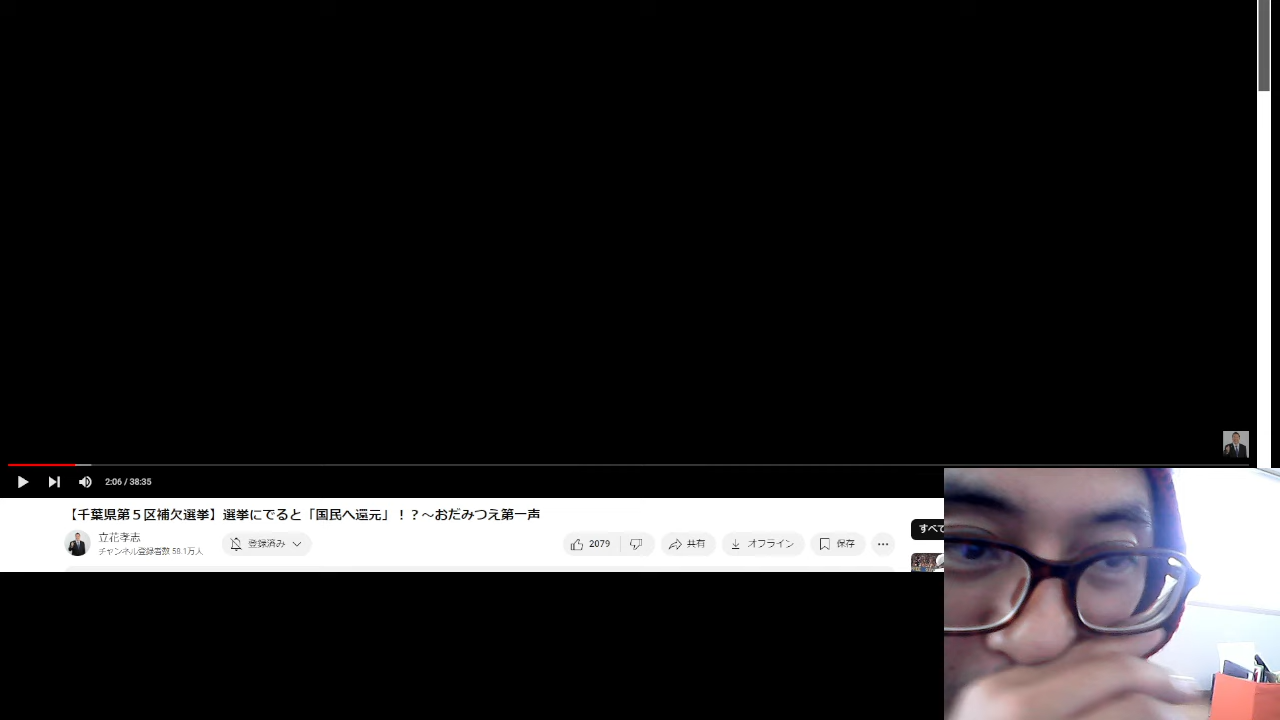 2:06 / 38:35
【千葉県第５区補欠選挙】選挙にでると「国民へ還元」！？～おだみつえ第一声
立花孝志
チャンネル登録者数 58.1万人
登録済み
2079
共有
オフライン
保存
すべて